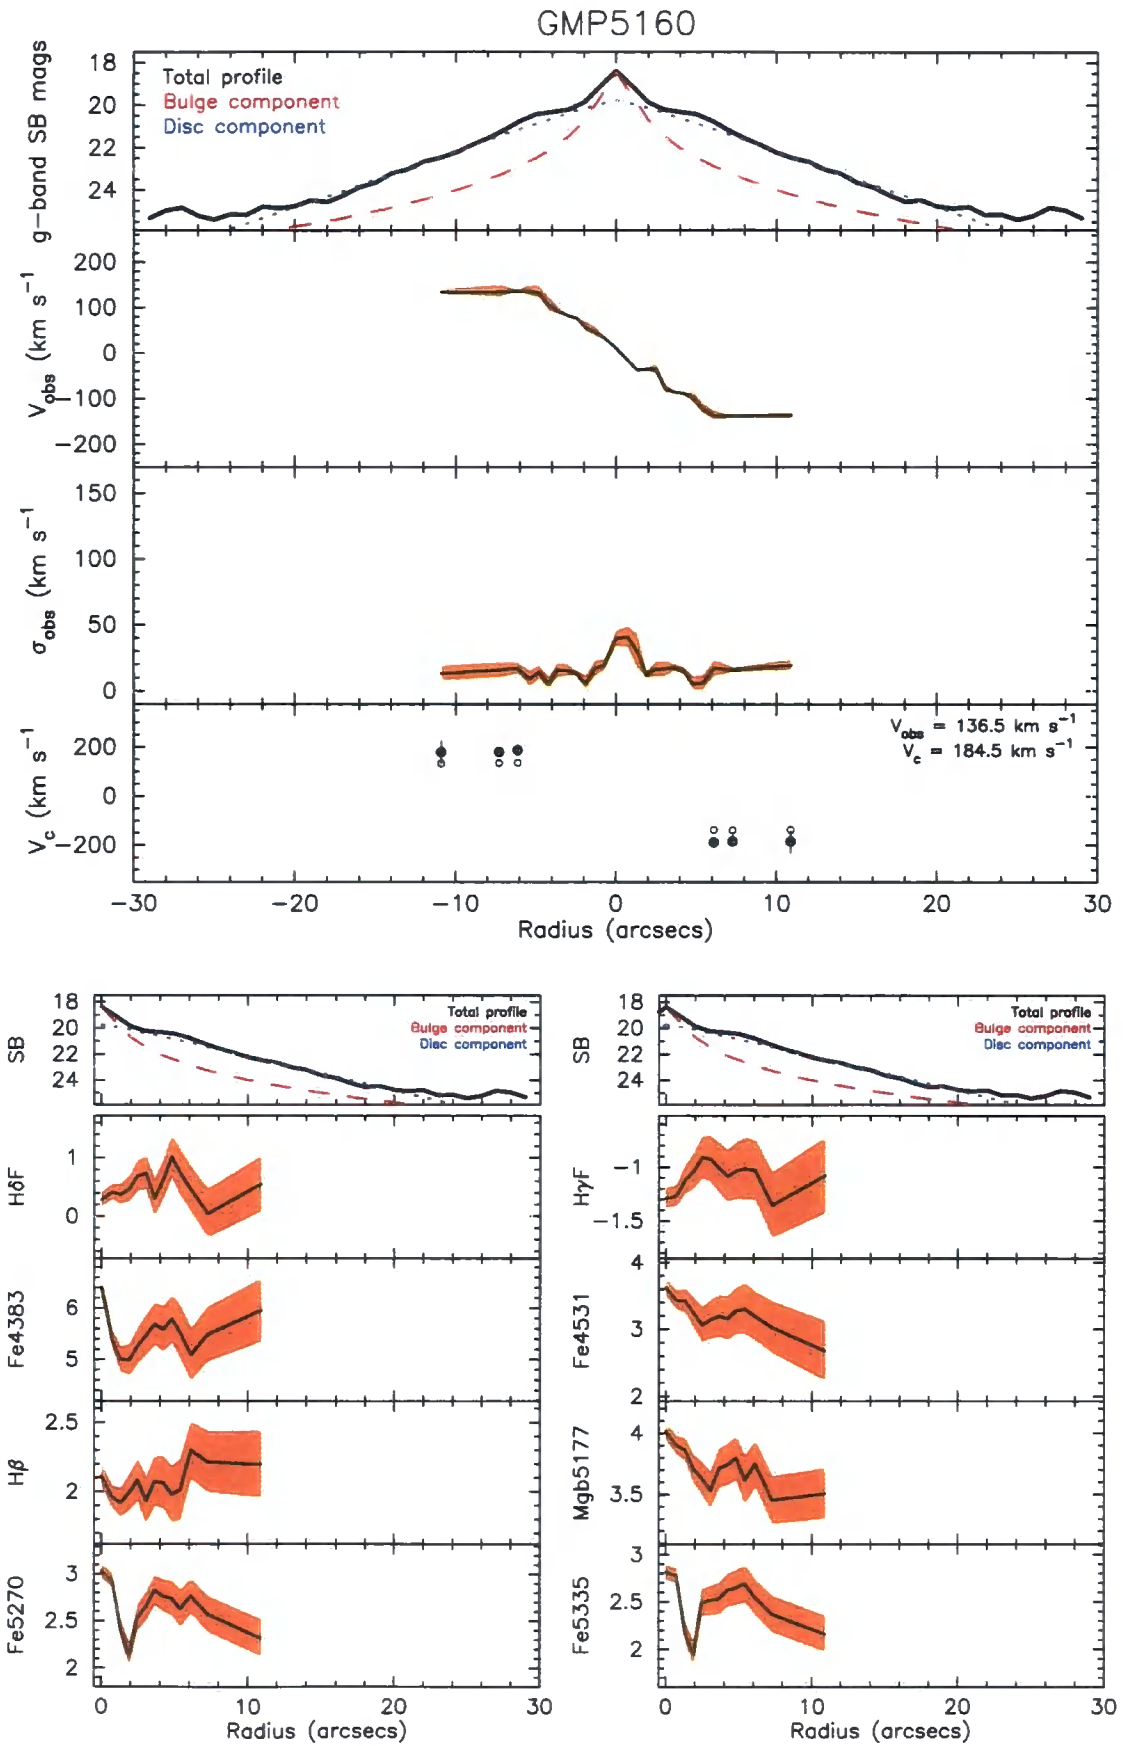 GMP5160
g-band SB mags
18
20
22
24
Total profile
Bulge component
Disc component
V_obs (km s⁻¹)
200
100
0
−100
−200
σ_obs (km s⁻¹)
150
100
50
0
V_c (km s⁻¹)
200
0
−200
V_obs = 136.5 km s⁻¹
V_c = 184.5 km s⁻¹
−30 −20 −10 0 10 20 30
Radius (arcsecs)
SB
18
20
22
24
Total profile
Bulge component
Disc component
HδF
1
0
Fe4383
6
5
Hβ
2.5
2
Fe5270
3
2.5
2
0 10 20 30
Radius (arcsecs)
SB
18
20
22
24
Total profile
Bulge component
Disc component
HγF
−1
−1.5
Fe4531
4
3
2
Mgb5177
4
3.5
Fe5335
3
2.5
2
0 10 20 30
Radius (arcsecs)